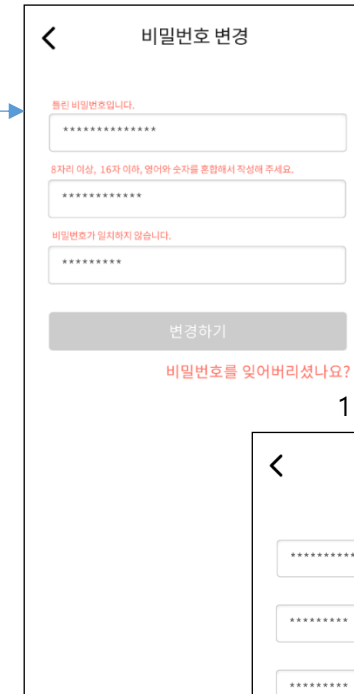 비밀번호 변경
틀린 비밀번호입니다.
**************
8자리 이상, 16자 이하, 영어와 숫자를 혼합해서 작성해 주세요.
************
비밀번호가 일치하지 않습니다.
*********
변경하기
비밀번호를 잊어버리셨나요?
1
**********
*********
*********